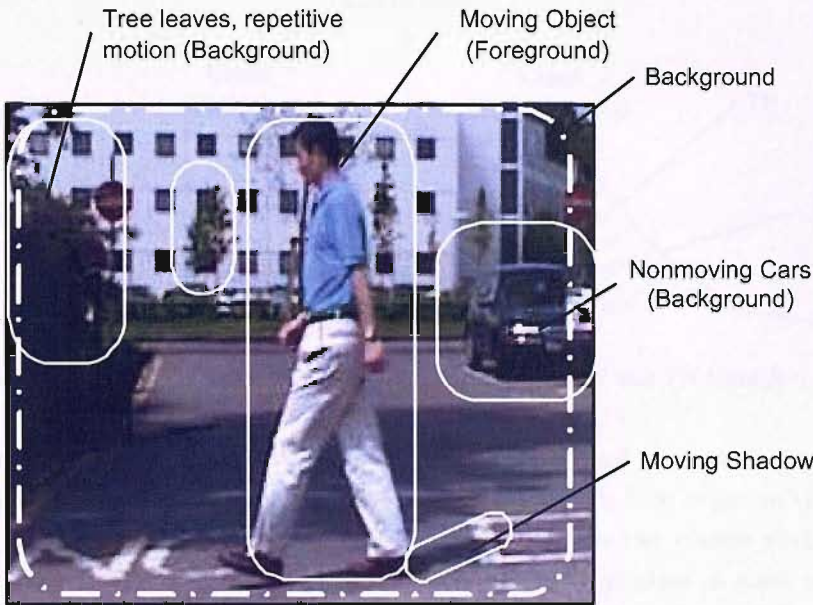 Tree leaves, repetitive
motion (Background)
Moving Object
(Foreground)
Background
Nonmoving Cars
(Background)
Moving Shadow